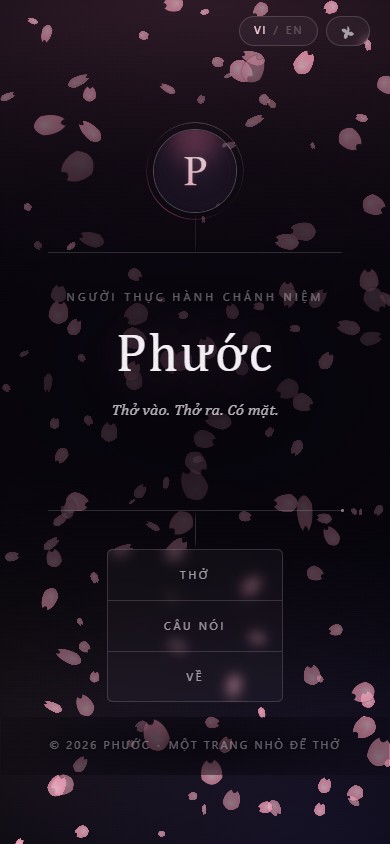 VI / EN
P
NGƯỜI THỰC HÀNH CHÁNH NIỆM
Phước
Thở vào. Thở ra. Có mặt.
THỞ
CÂU NÓI
VỀ
© 2026 PHƯỚC · MỘT TRANG NHỎ ĐỂ THỞ